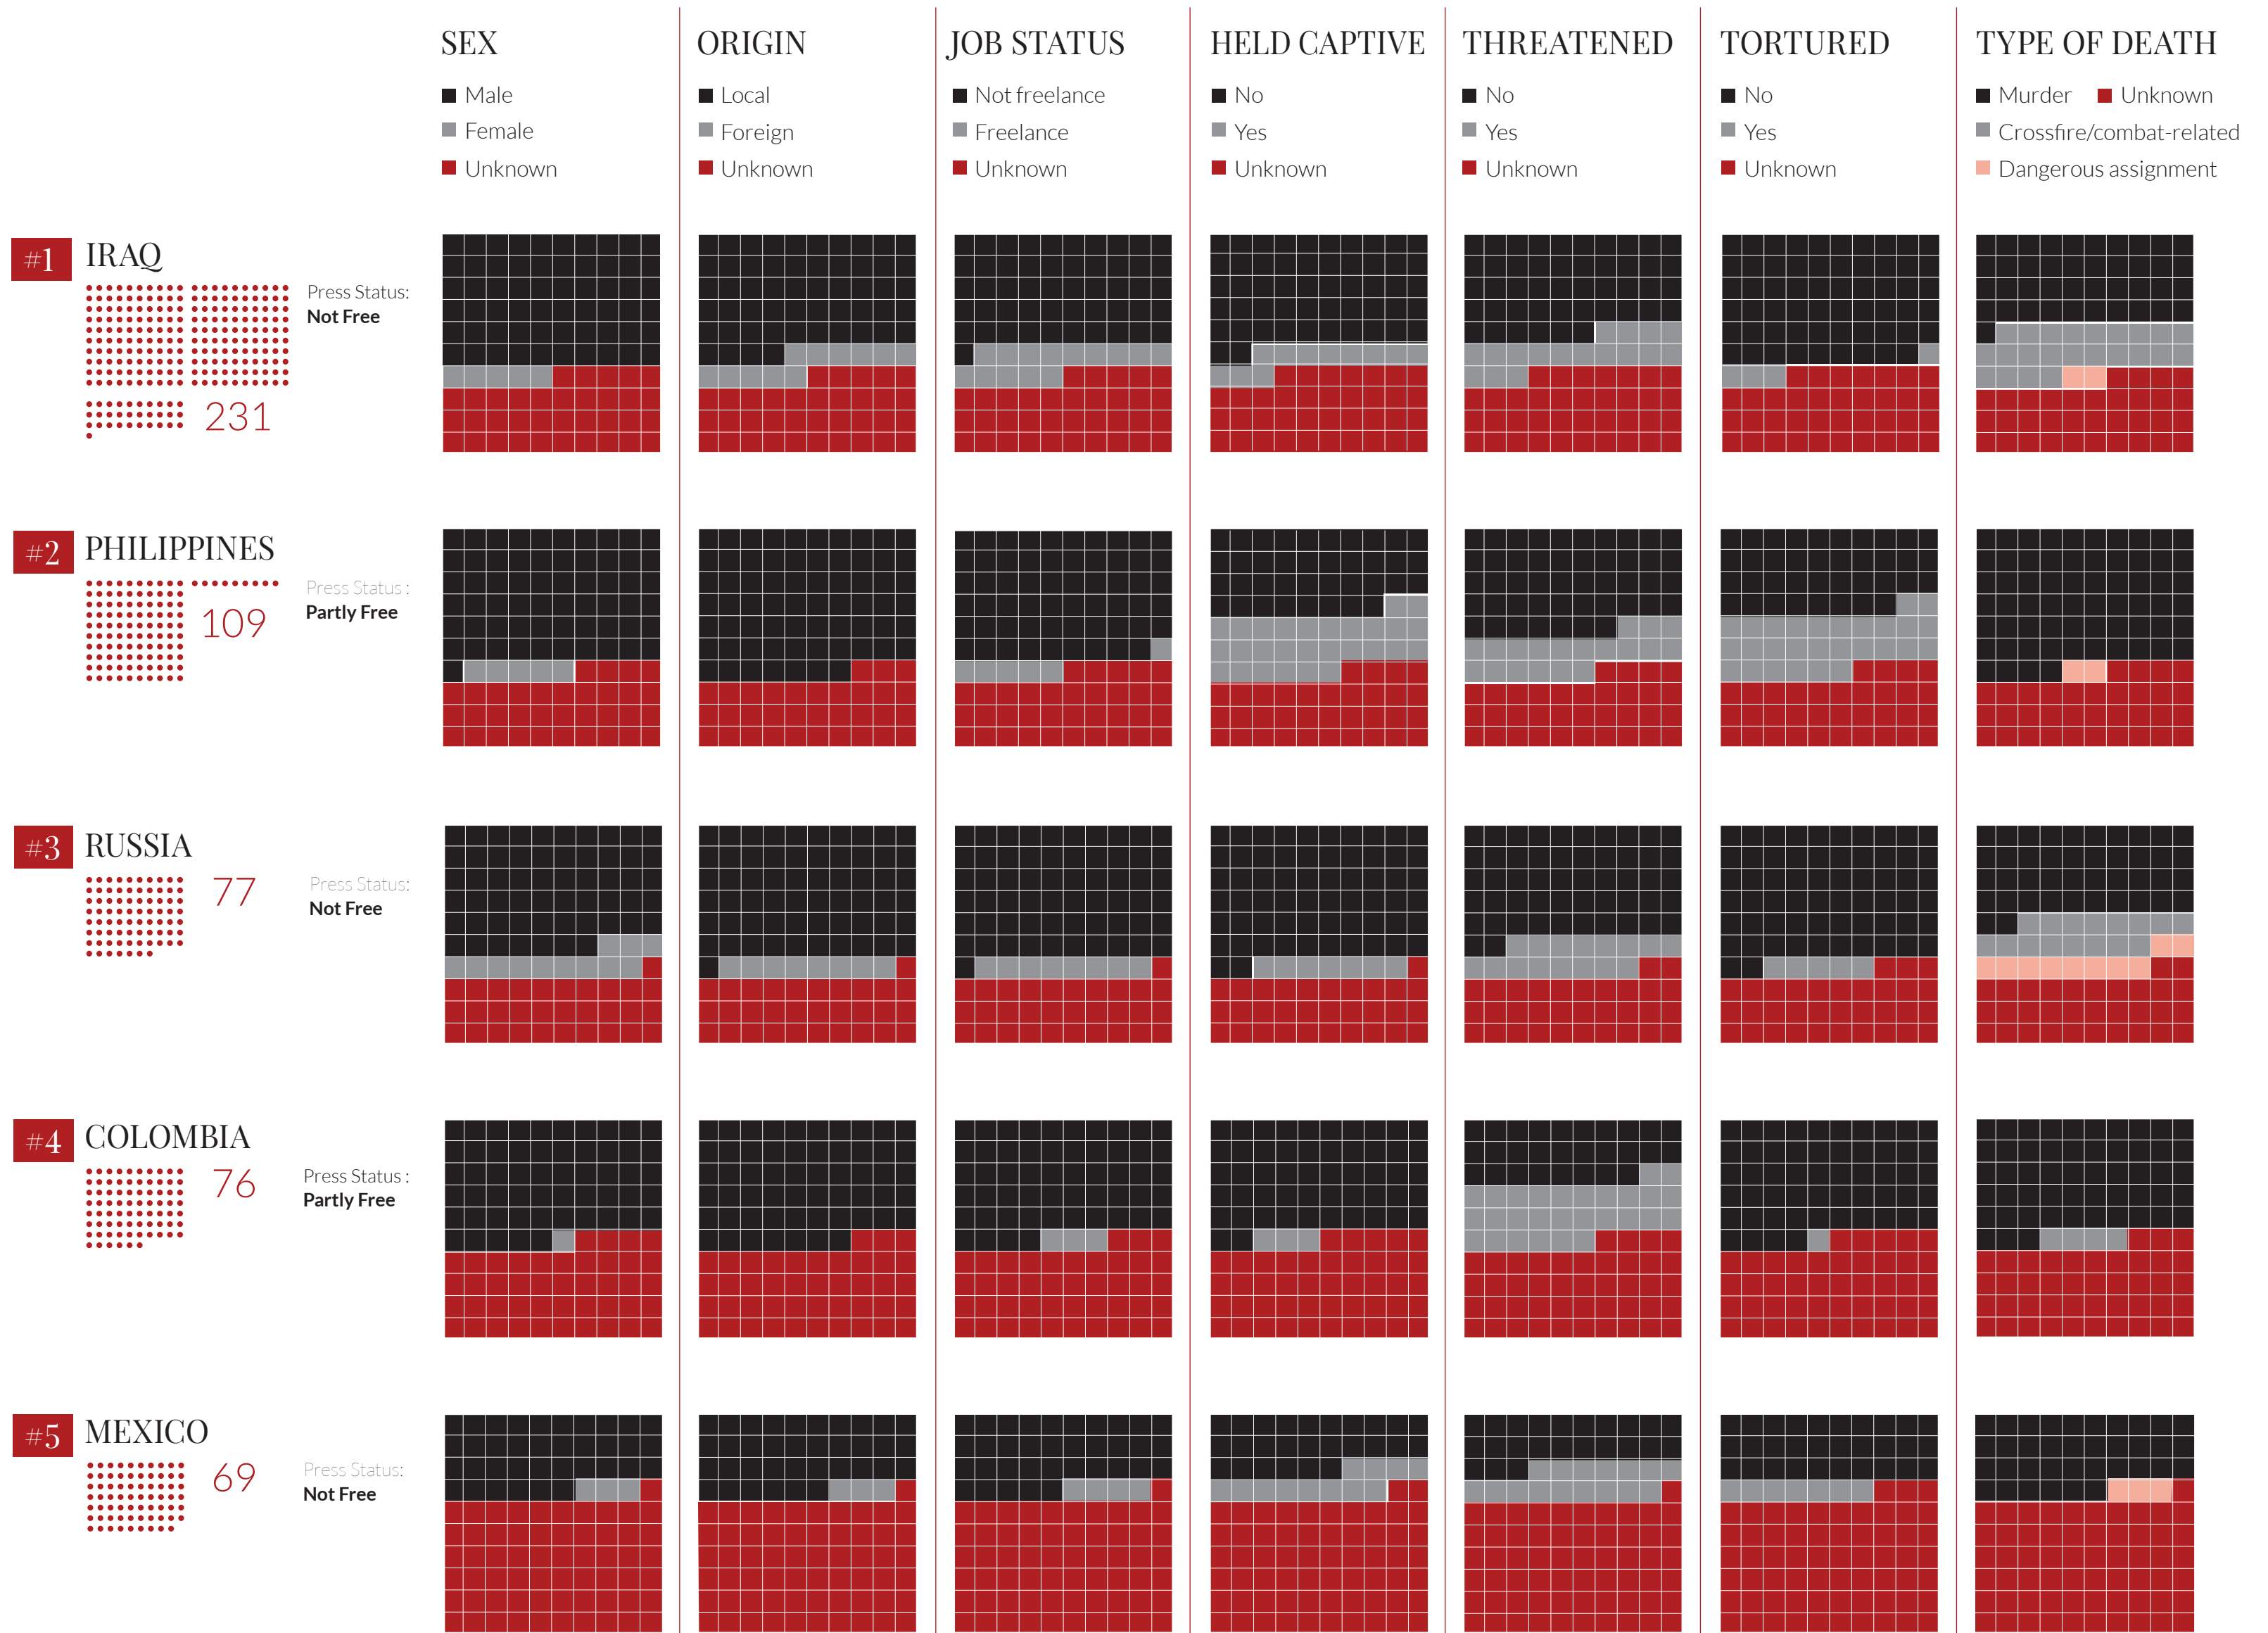 SEX
Male
Female
Unknown
ORIGIN
Local
Foreign
Unknown
JOB STATUS
Not freelance
Freelance
Unknown
HELD CAPTIVE
No
Yes
Unknown
THREATENED
No
Yes
Unknown
TORTURED
No
Yes
Unknown
TYPE OF DEATH
Murder Unknown
Crossfire/combat-related
Dangerous assignment
#1 IRAQ
Press Status:
Not Free
231
#2 PHILIPPINES
Press Status :
Partly Free
109
#3 RUSSIA
77
Press Status:
Not Free
#4 COLOMBIA
76
Press Status :
Partly Free
#5 MEXICO
69
Press Status:
Not Free